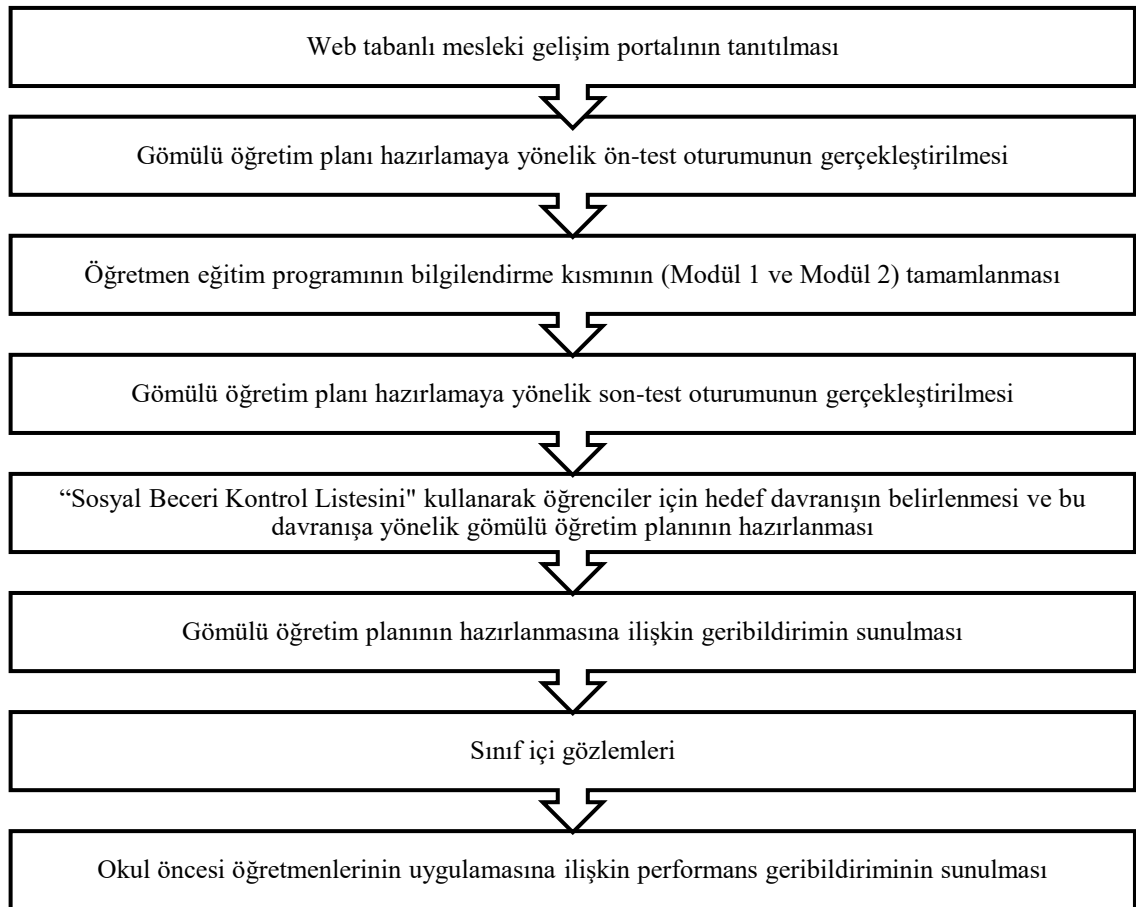 Web tabanlı mesleki gelişim portalının tanıtılması
Gömülü öğretim planı hazırlamaya yönelik ön-test oturumunun gerçekleştirilmesi
Öğretmen eğitim programının bilgilendirme kısmının (Modül 1 ve Modül 2) tamamlanması
Gömülü öğretim planı hazırlamaya yönelik son-test oturumunun gerçekleştirilmesi
“Sosyal Beceri Kontrol Listesini" kullanarak öğrenciler için hedef davranışın belirlenmesi ve bu
davranışa yönelik gömülü öğretim planının hazırlanması
Gömülü öğretim planının hazırlanmasına ilişkin geribildirimin sunulması
Sınıf içi gözlemleri
Okul öncesi öğretmenlerinin uygulamasına ilişkin performans geribildiriminin sunulması